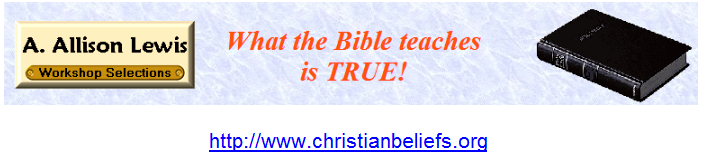 A. Allison Lewis
Workshop Selections
What the Bible teaches
is TRUE!
http://www.christianbeliefs.org